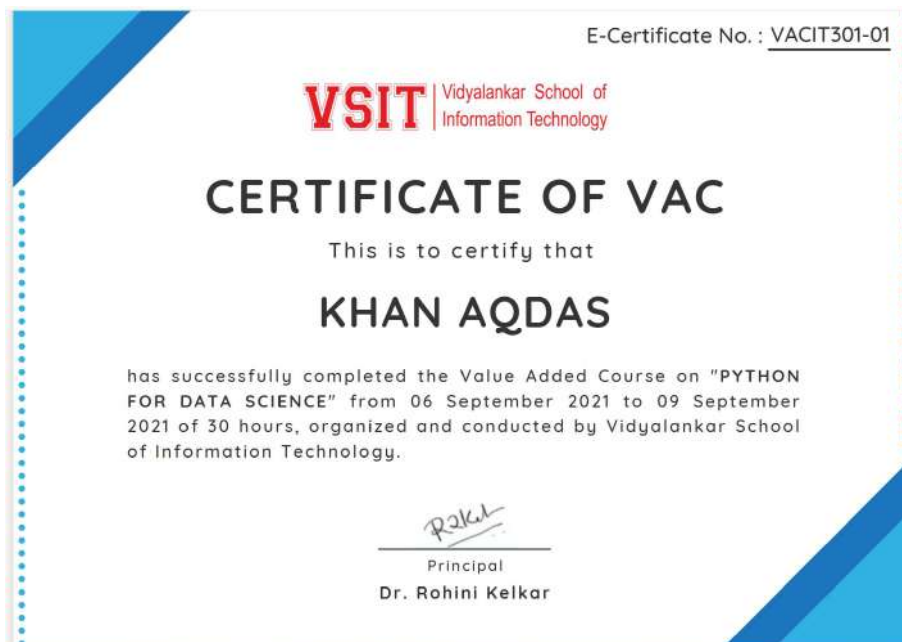 E-Certificate No. : VACIT301-01
VSIT
Vidyalankar School of
Information Technology
CERTIFICATE OF VAC
This is to certify that
KHAN AQDAS
has successfully completed the Value Added Course on "PYTHON
FOR DATA SCIENCE" from 06 September 2021 to 09 September
2021 of 30 hours, organized and conducted by Vidyalankar School
of Information Technology.
Principal
Dr. Rohini Kelkar